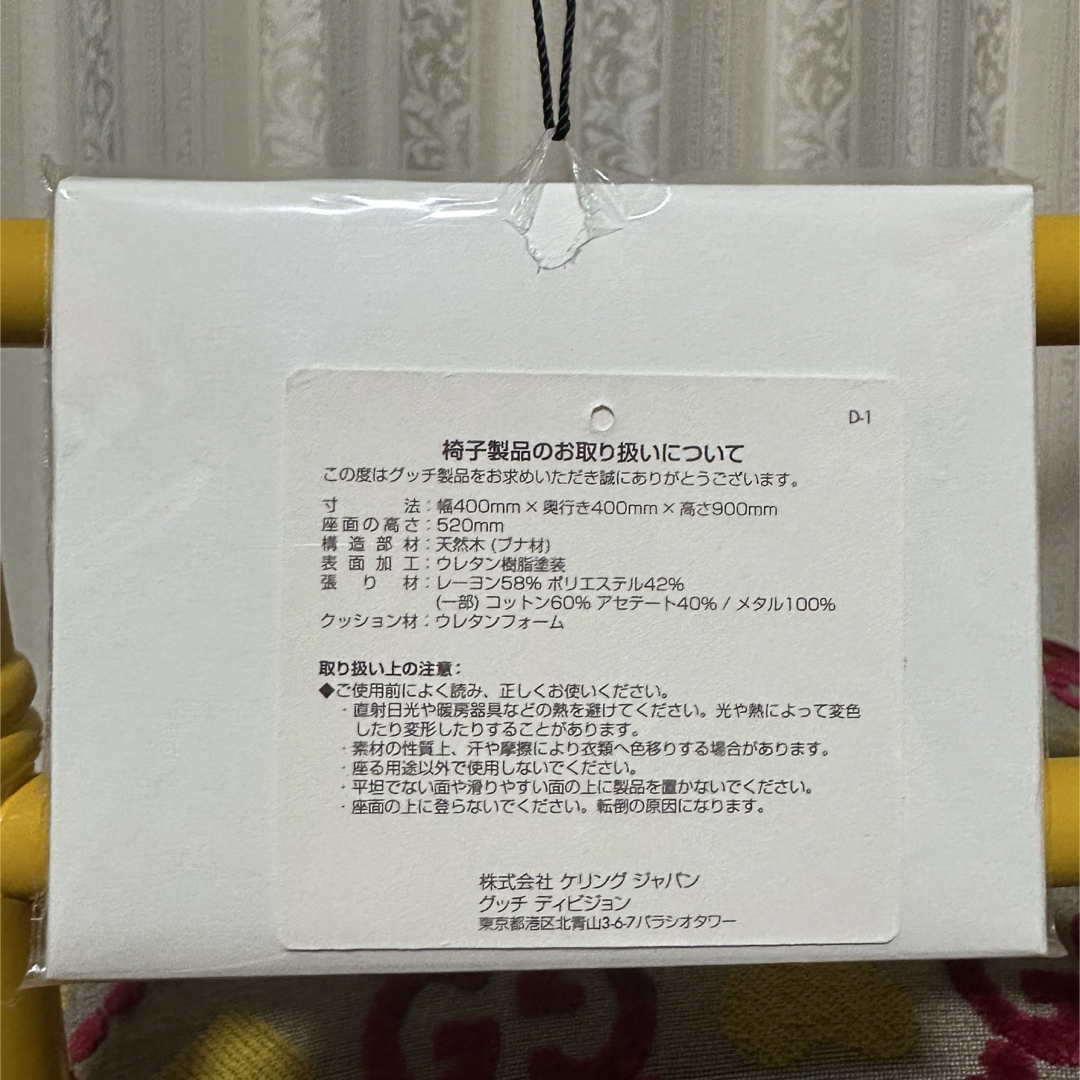 D-1
椅子製品のお取り扱いについて
この度はグッチ製品をお求めいただき誠にありがとうございます。
寸法：幅400mm×奥行き400mm×高さ900mm
座面の高さ：520mm
構造部材：天然木 (ブナ材)
表面加工：ウレタン樹脂塗装
張り材：レーヨン58% ポリエステル42%
(一部) コットン60% アセテート40% / メタル100%
クッション材：ウレタンフォーム
取り扱い上の注意：
◆ご使用前によく読み、正しくお使いください。
・直射日光や暖房器具などの熱を避けてください。光や熱によって変色
したり変形したりすることがあります。
・素材の性質上、汗や摩擦により衣類へ色移りする場合があります。
・座る用途以外で使用しないでください。
・平坦でない面や滑りやすい面の上に製品を置かないでください。
・座面の上に登らないでください。転倒の原因になります。
株式会社 ケリング ジャパン
グッチ ディビジョン
東京都港区北青山3-6-7パラシオタワー